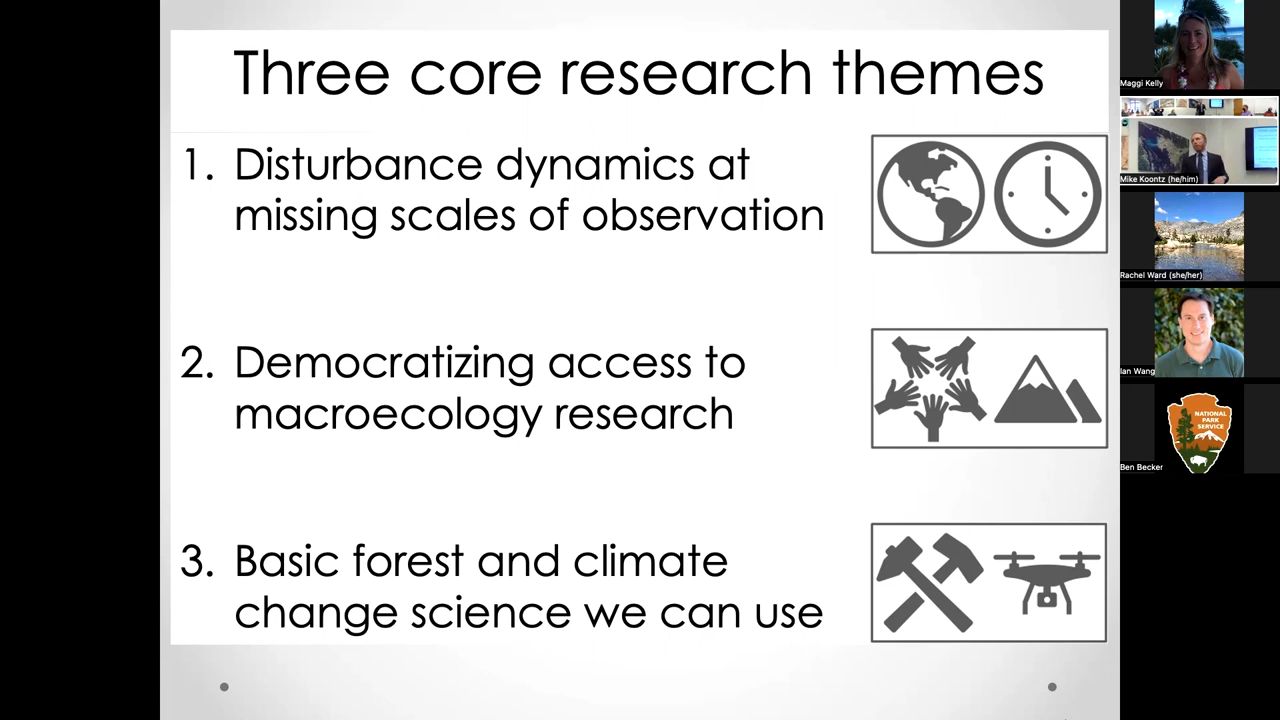 Three core research themes
1. Disturbance dynamics at
missing scales of observation
2. Democratizing access to
macroecology research
3. Basic forest and climate
change science we can use
Maggi Kelly
Mike Koontz (he/him)
Rachel Ward (she/her)
Ian Wang
NATIONAL
PARK
SERVICE
Ben Becker